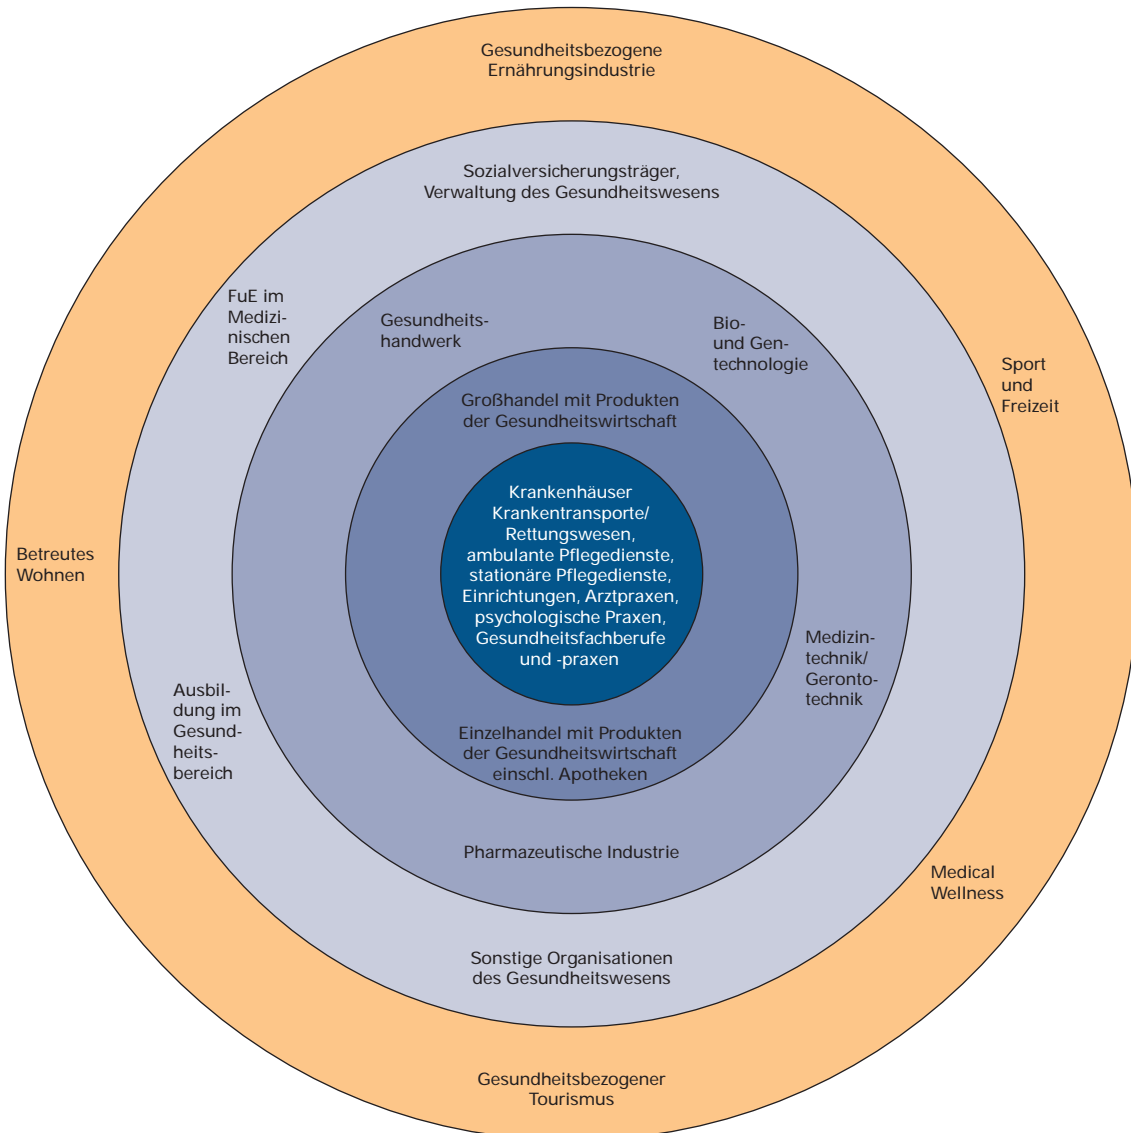 Gesundheitsbezogene
Ernährungsindustrie
Sozialversicherungsträger,
Verwaltung des Gesundheitswesens
FuE im
Medizi-
nischen
Bereich
Gesundheits-
handwerk
Bio-
und Gen-
technologie
Sport
und
Freizeit
Großhandel mit Produkten
der Gesundheitswirtschaft
Krankenhäuser
Krankentransporte/
Rettungswesen,
ambulante Pflegedienste,
stationäre Pflegedienste,
Einrichtungen, Arztpraxen,
psychologische Praxen,
Gesundheitsfachberufe
und -praxen
Betreutes
Wohnen
Medizin-
technik/
Geronto-
technik
Ausbil-
dung im
Gesund-
heits-
bereich
Einzelhandel mit Produkten
der Gesundheitswirtschaft
einschl. Apotheken
Pharmazeutische Industrie
Medical
Wellness
Sonstige Organisationen
des Gesundheitswesens
Gesundheitsbezogener
Tourismus